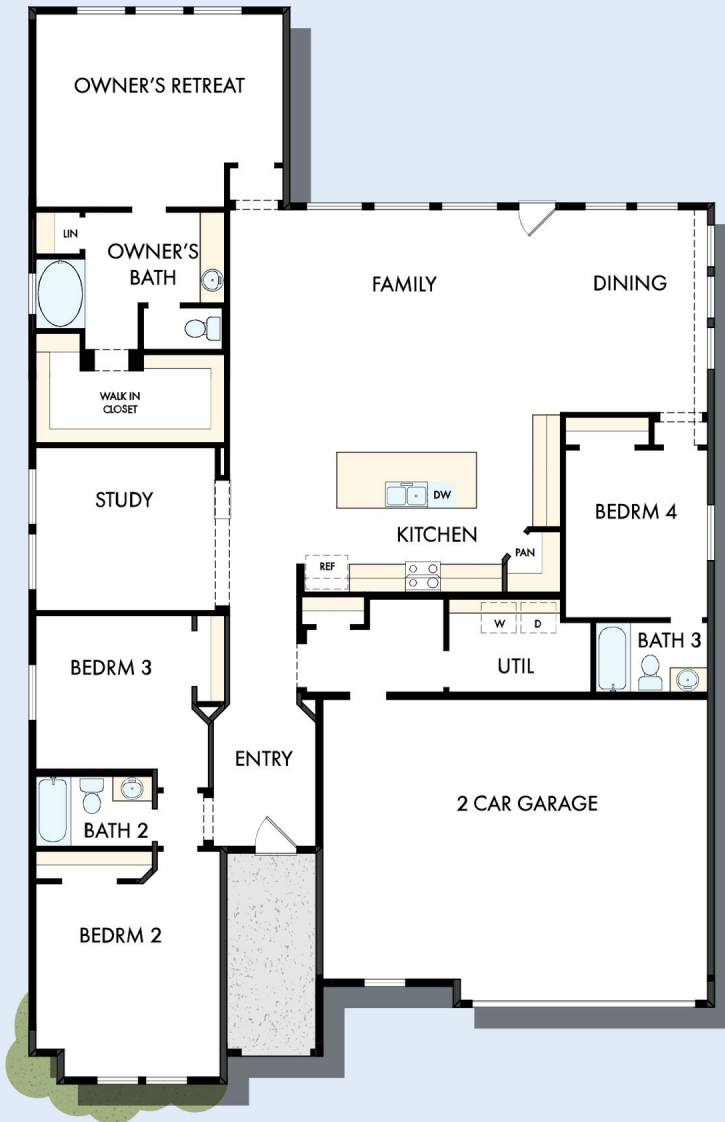 OWNER'S RETREAT
LIN
OWNER'S
BATH
FAMILY
DINING
WALK IN
CLOSET
STUDY
DW
KITCHEN
BEDRM 4
REF
PAN
W
D
BEDRM 3
UTIL
BATH 3
ENTRY
2 CAR GARAGE
BATH 2
BEDRM 2